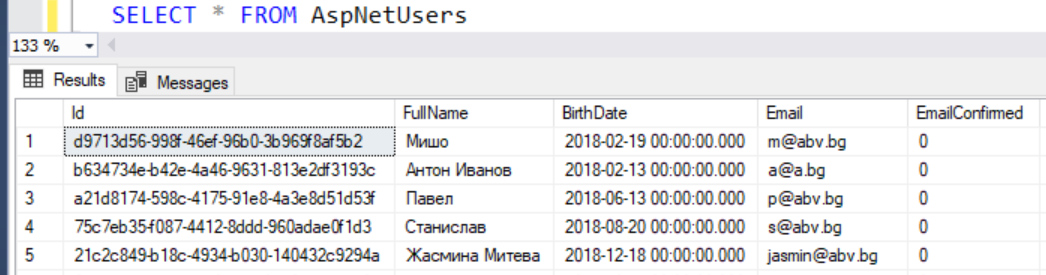 SELECT * FROM AspNetUsers
133 %
Results Messages
Id FullName BirthDate Email EmailConfirmed
1 d9713d56-998f-46ef-96b0-3b969f8af5b2 Мишо 2018-02-19 00:00:00.000 m@abv.bg 0
2 b634734e-b42e-4a46-9631-813e2df3193c Антон Иванов 2018-02-13 00:00:00.000 a@a.bg 0
3 a21d8174-598c-4175-91e8-4a3e8d51d53f Павел 2018-06-13 00:00:00.000 p@abv.bg 0
4 75c7eb35-f087-4412-8ddd-960adae0f1d3 Станислав 2018-08-20 00:00:00.000 s@abv.bg 0
5 21c2c849-b18c-4934-b030-140432c9294a Жасмина Митева 2018-12-18 00:00:00.000 jasmin@abv.bg 0